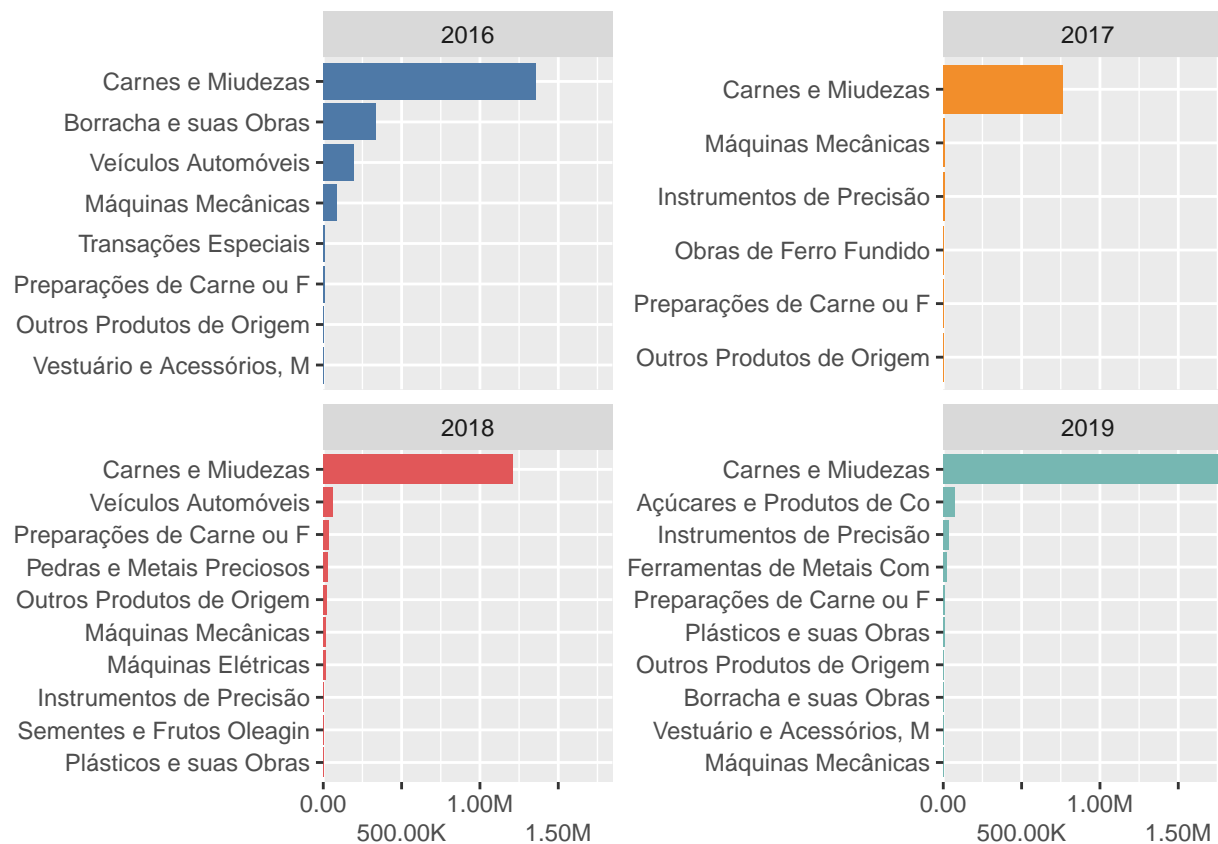 2016
Carnes e Miudezas
Borracha e suas Obras
Veículos Automóveis
Máquinas Mecânicas
Transações Especiais
Preparações de Carne ou F
Outros Produtos de Origem
Vestuário e Acessórios, M
2017
Carnes e Miudezas
Máquinas Mecânicas
Instrumentos de Precisão
Obras de Ferro Fundido
Preparações de Carne ou F
Outros Produtos de Origem
2018
Carnes e Miudezas
Veículos Automóveis
Preparações de Carne ou F
Pedras e Metais Preciosos
Outros Produtos de Origem
Máquinas Mecânicas
Máquinas Elétricas
Instrumentos de Precisão
Sementes e Frutos Oleagin
Plásticos e suas Obras
0.00 1.00M
500.00K 1.50M
2019
Carnes e Miudezas
Açúcares e Produtos de Co
Instrumentos de Precisão
Ferramentas de Metais Com
Preparações de Carne ou F
Plásticos e suas Obras
Outros Produtos de Origem
Borracha e suas Obras
Vestuário e Acessórios, M
Máquinas Mecânicas
0.00 1.00M
500.00K 1.50M